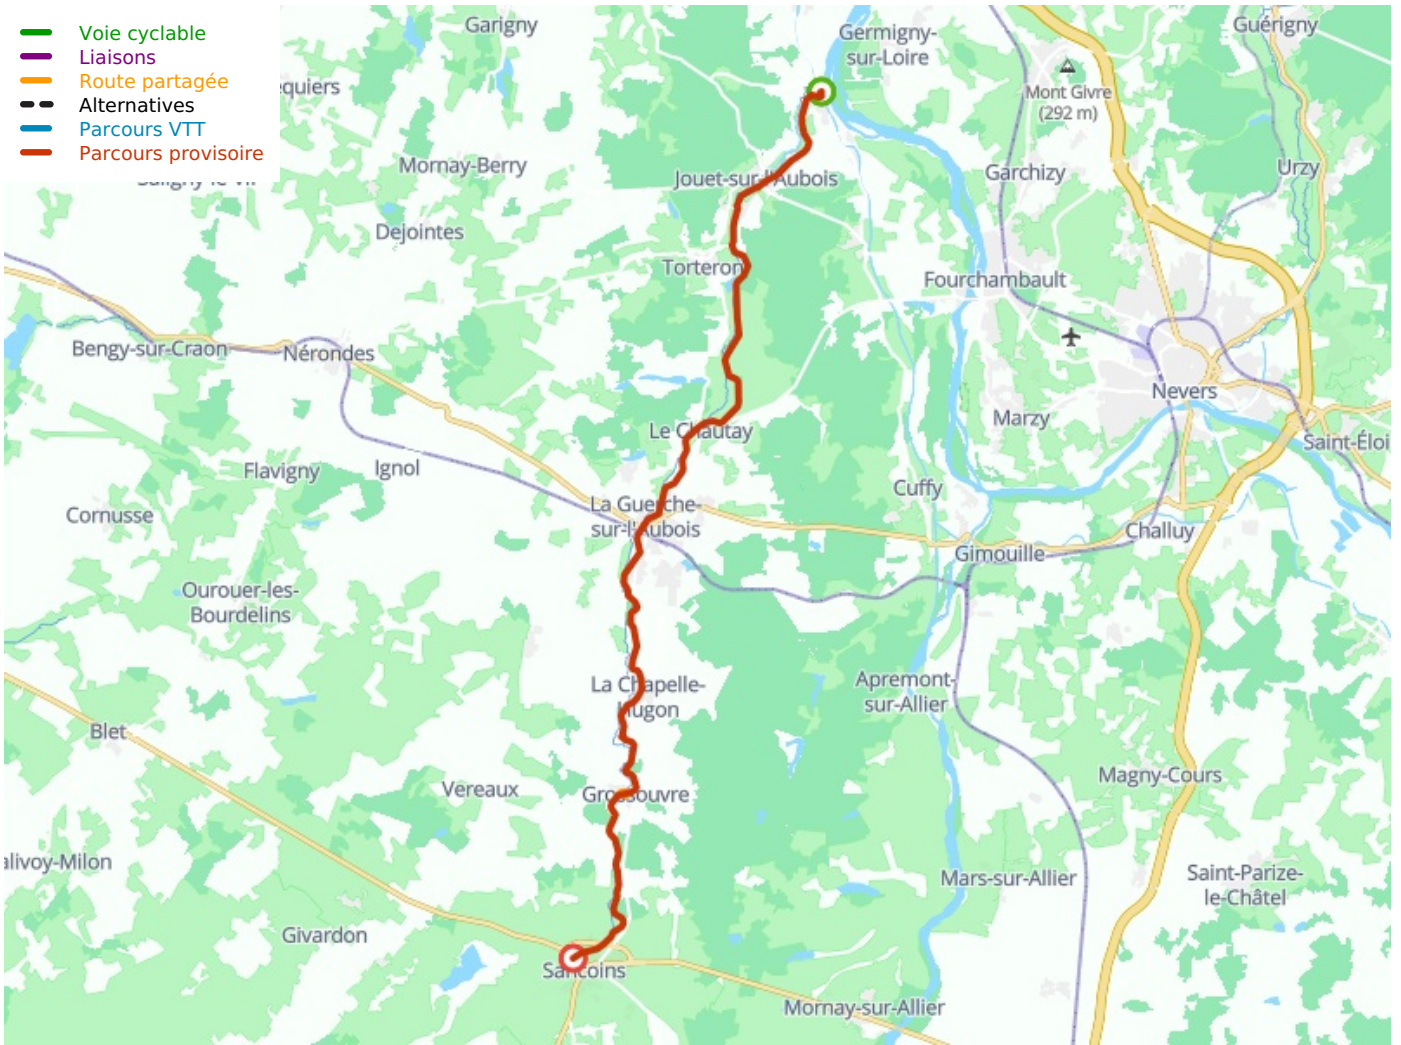 Voie cyclable
Liaisons
Route partagée
Alternatives
Parcours VTT
Parcours provisoire
Garigny
Germigny-
sur-Loire
Guérigny
equiers
Mont Givre
(292 m)
Mornay-Berry
Jouet-sur-l'Aubois
Garchizy
Urzy
Dejointes
Torteron
Fourchambault
Bengy-sur-Craon
Nérondes
Nevers
Marzy
Le Chautay
Saint-Éloi
Flavigny
Ignol
Cuffy
Cornusse
La Guerche-
sur-l'Aubois
Challuy
Gimouille
Ourouer-les-
Bourdelins
La Chapelle-
Hugon
Apremont-
sur-Allier
Blet
Vereaux
Grossouvre
Magny-Cours
alivoy-Milon
Mars-sur-Allier
Saint-Parize-
le-Châtel
Givardon
Sancoins
Mornay-sur-Allier